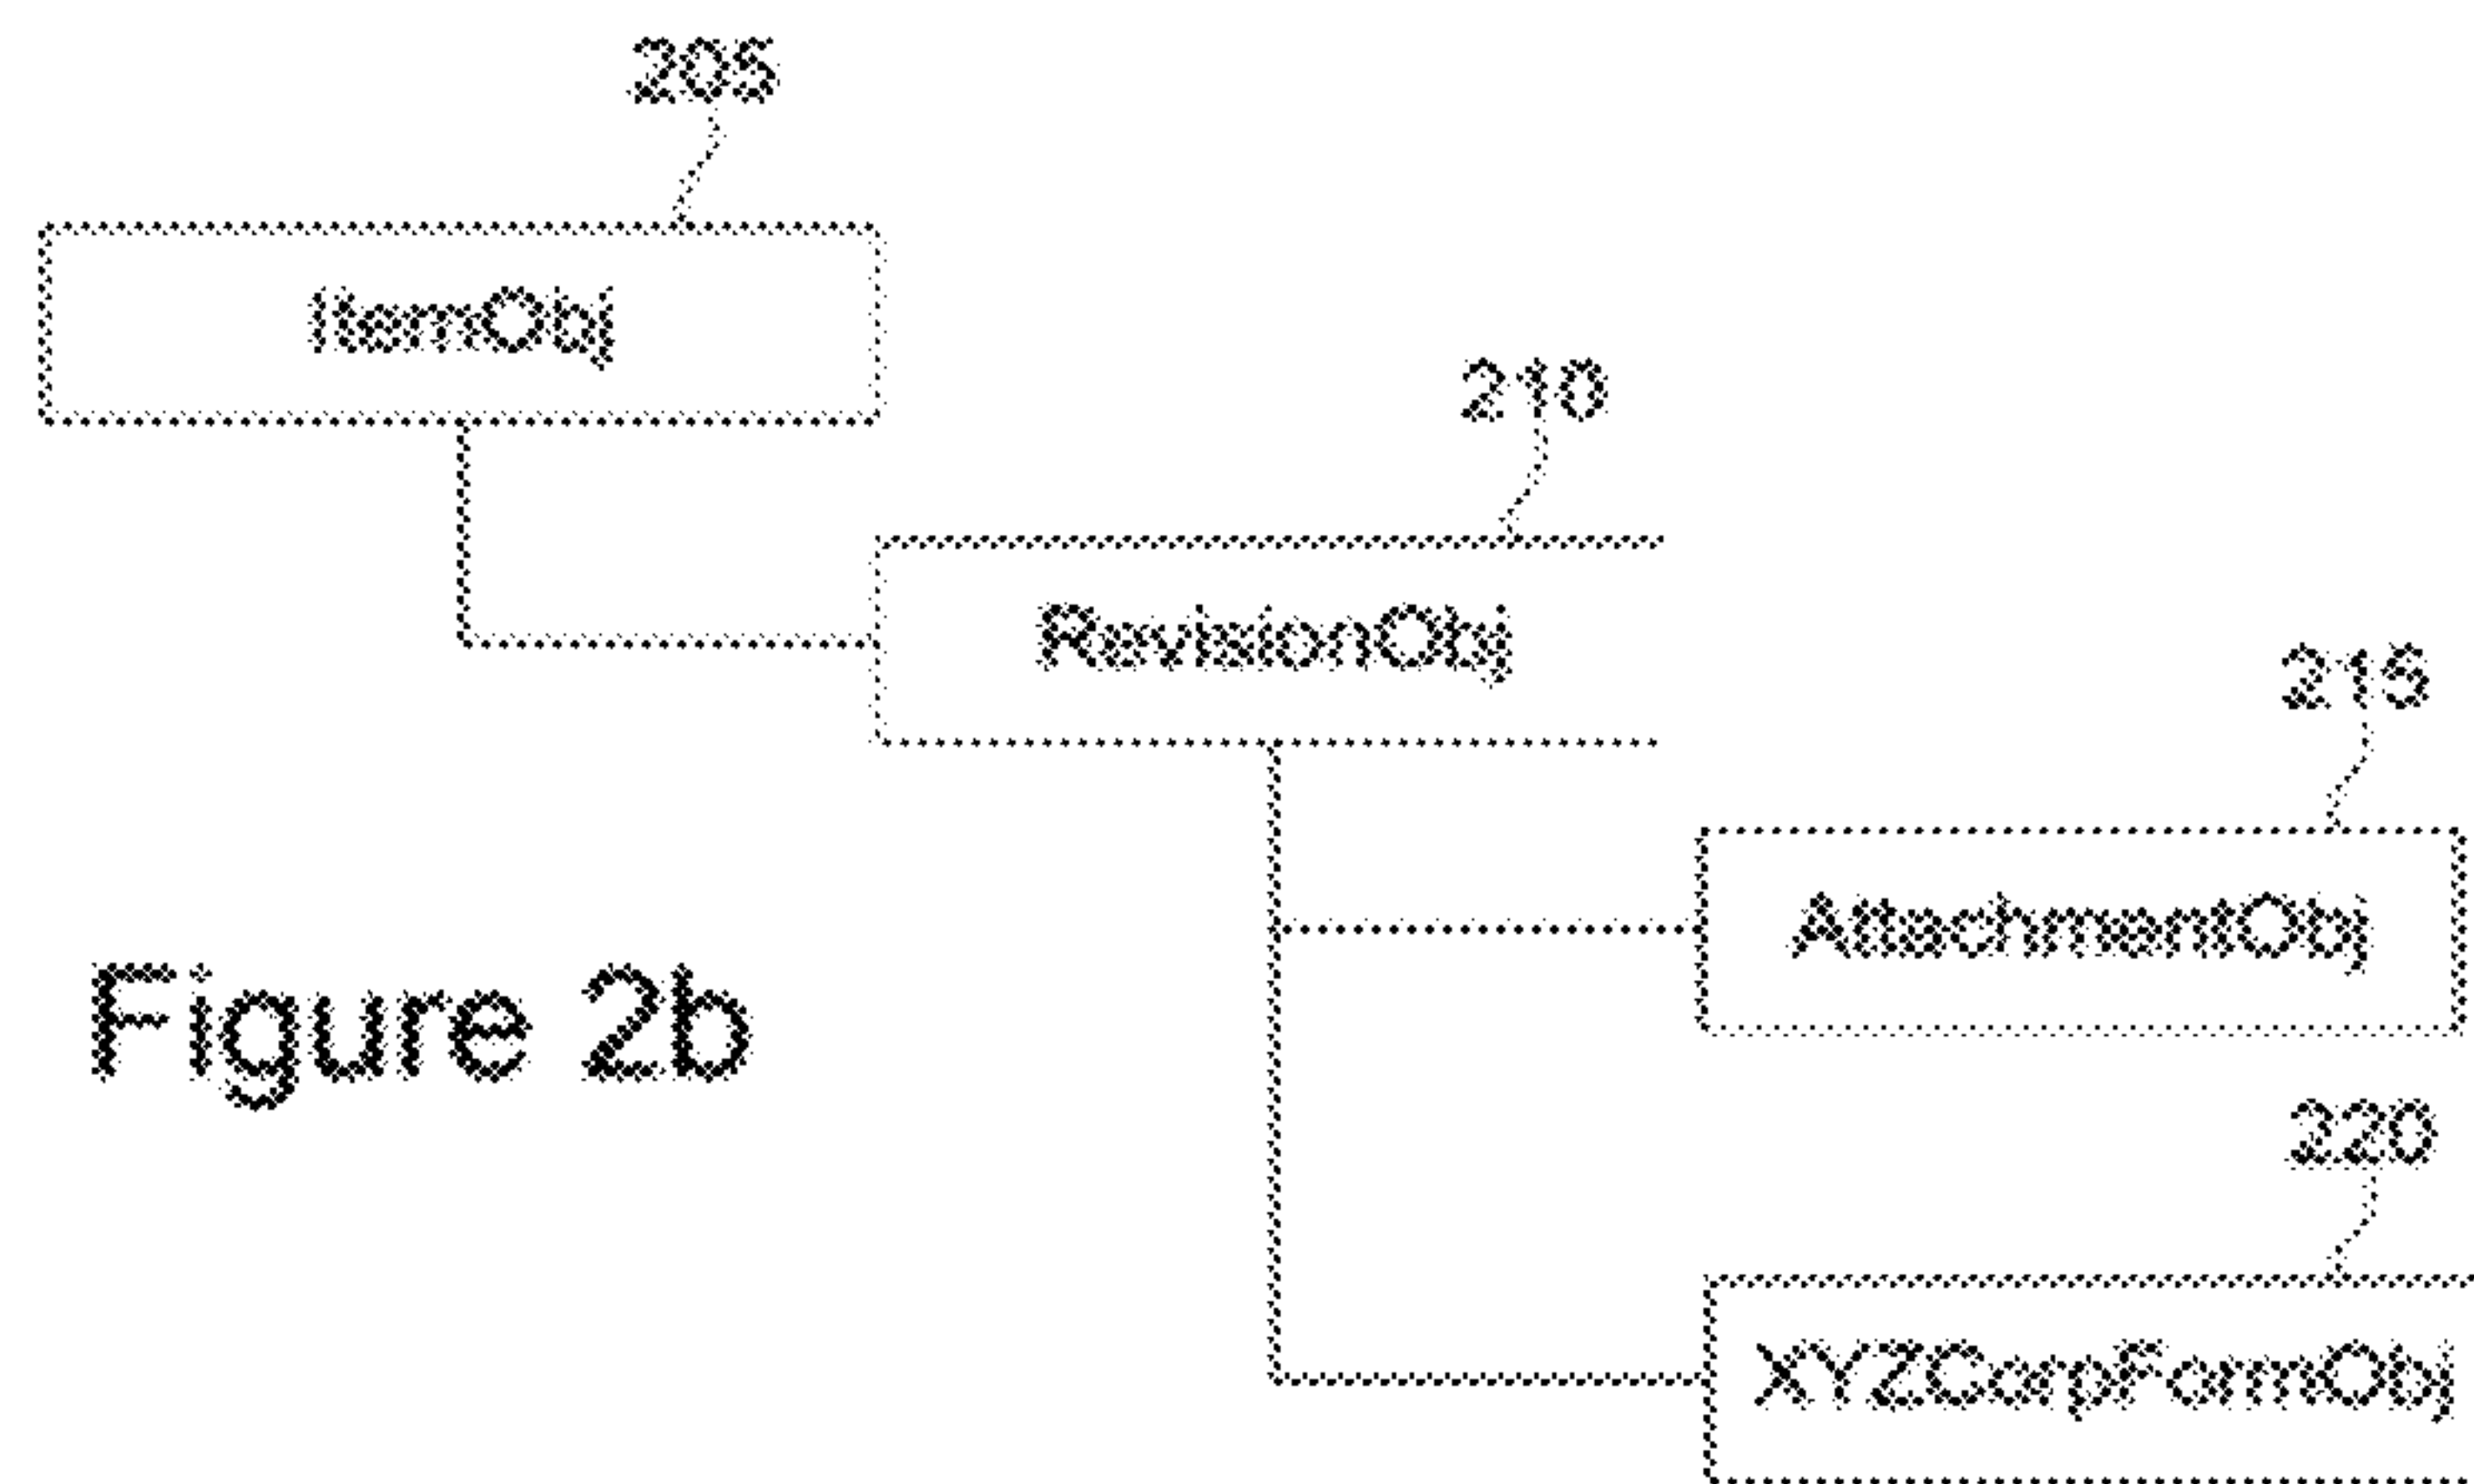 205
ItemObj
210
RevisionObj
215
AttachmentObj
Figure 2b
220
XYZCorpFormObj